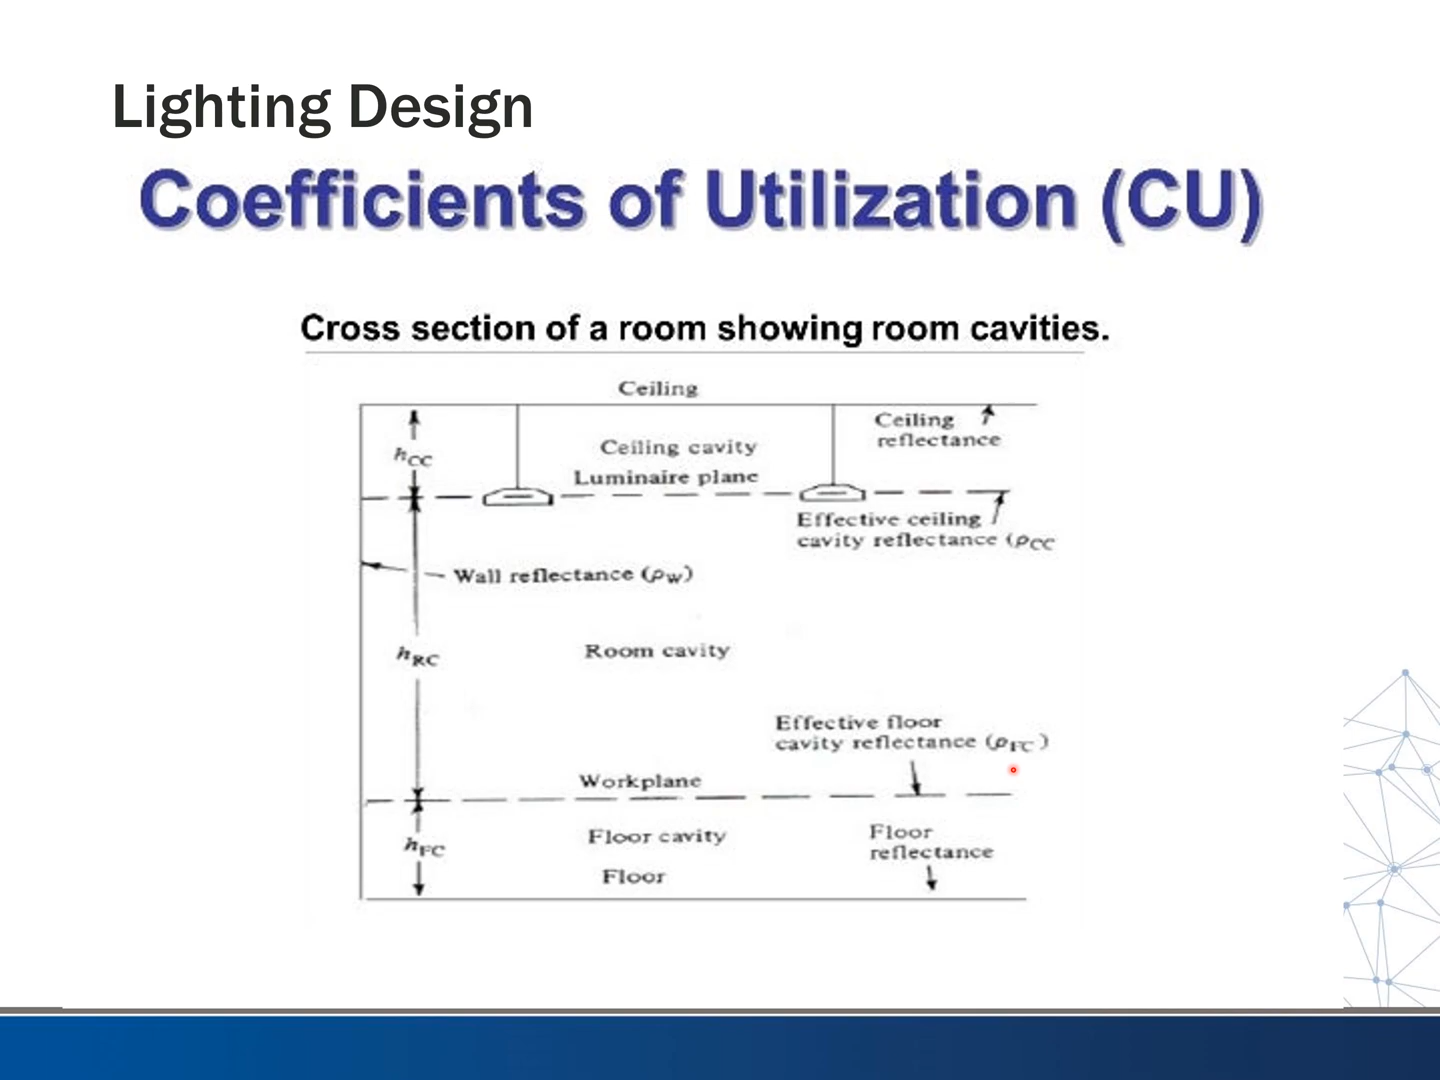 Lighting Design
Coefficients of Utilization (CU)
Cross section of a room showing room cavities.
Ceiling
Ceiling
reflectance
hCC
Ceiling cavity
Luminaire plane
Effective ceiling
cavity reflectance (ρCC
Wall reflectance (ρW)
hRC
Room cavity
Effective floor
cavity reflectance (ρFC)
Workplane
hFC
Floor cavity
Floor
reflectance
Floor